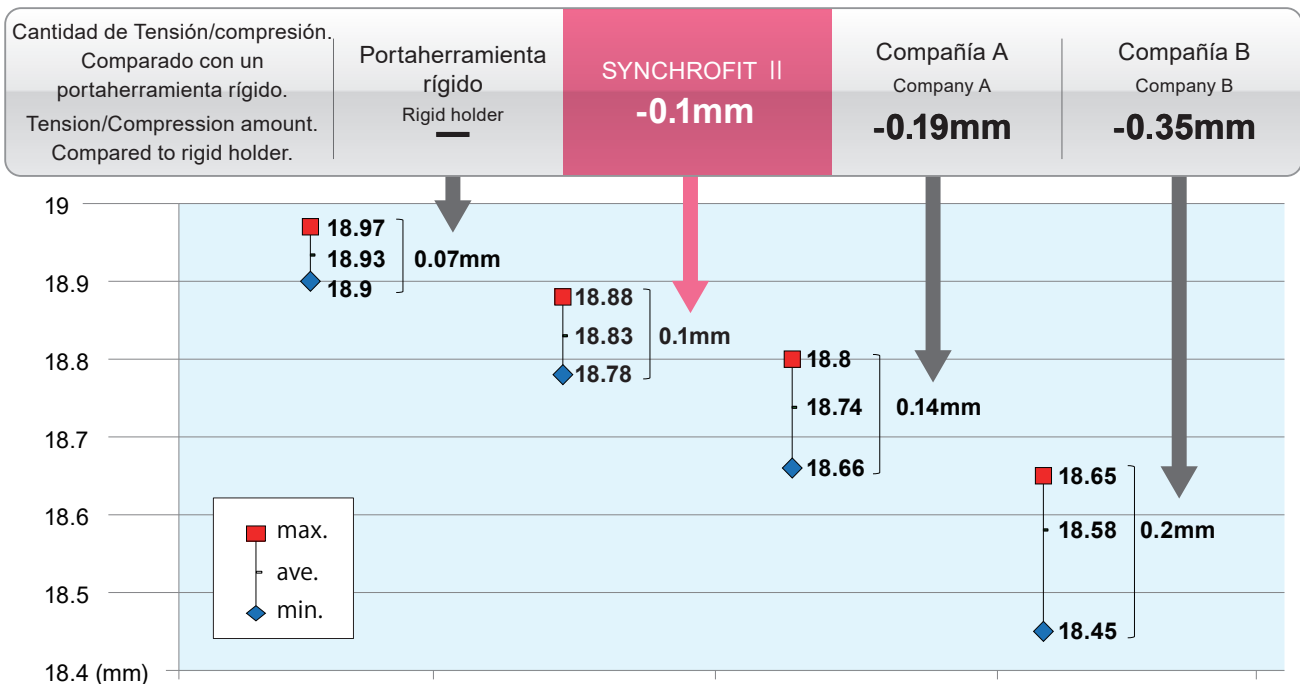 Cantidad de Tensión/compresión.
Comparado con un
portaherramienta rígido.
Tension/Compression amount.
Compared to rigid holder.
Portaherramienta
rígido
Rigid holder
—
SYNCHROFIT II
-0.1mm
Compañía A
Company A
-0.19mm
Compañía B
Company B
-0.35mm
19
18.9
18.8
18.7
18.6
18.5
18.4 (mm)
18.97
18.93
18.9
0.07mm
18.88
18.83
18.78
0.1mm
18.8
18.74
18.66
0.14mm
18.65
18.58
18.45
0.2mm
max.
ave.
min.